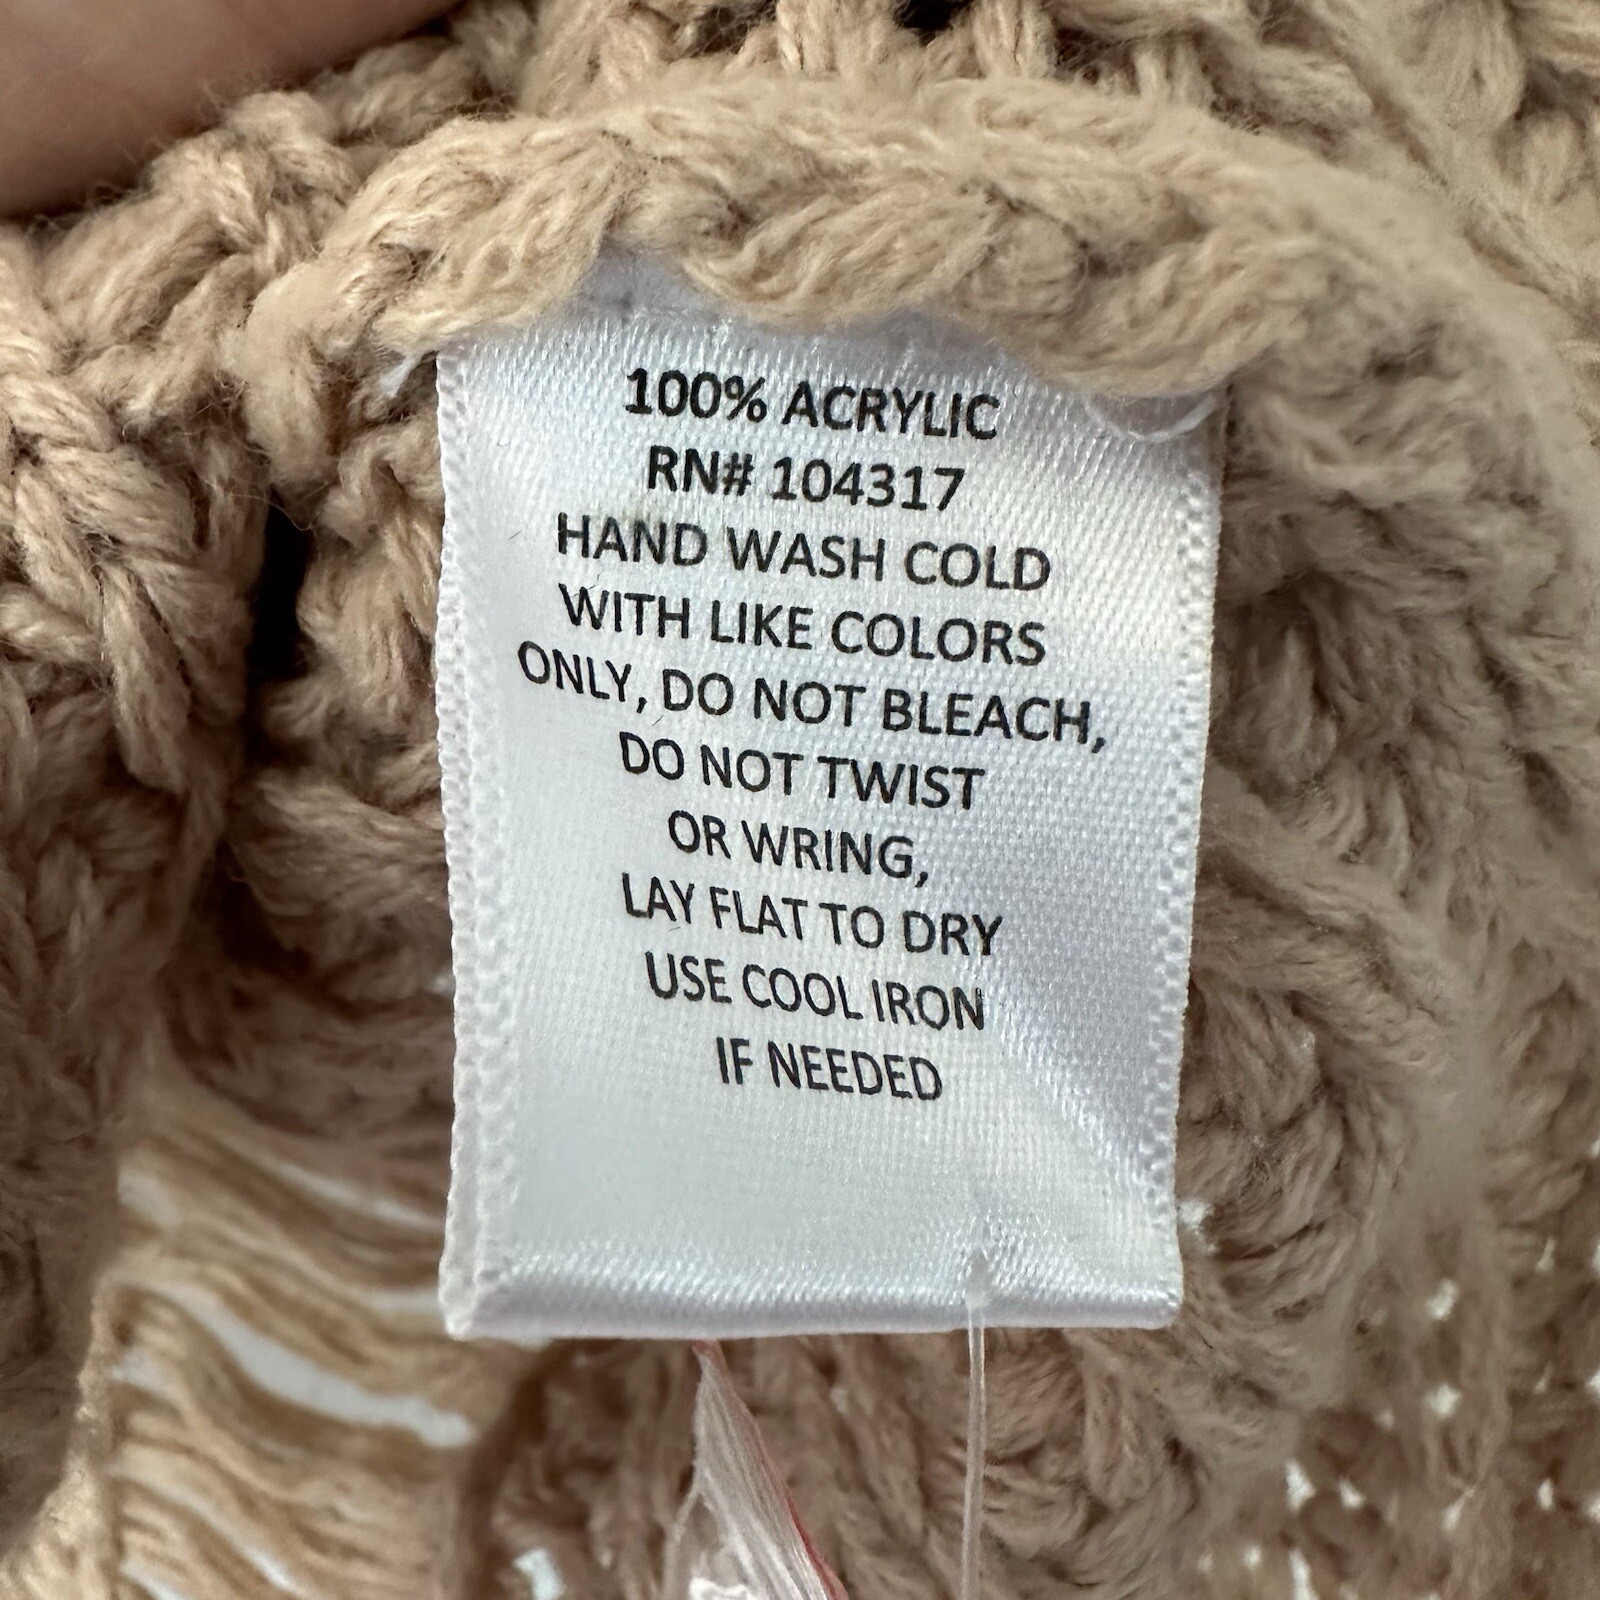 100% ACRYLIC
RN# 104317
HAND WASH COLD
WITH LIKE COLORS
ONLY, DO NOT BLEACH,
DO NOT TWIST
OR WRING,
LAY FLAT TO DRY
USE COOL IRON
IF NEEDED